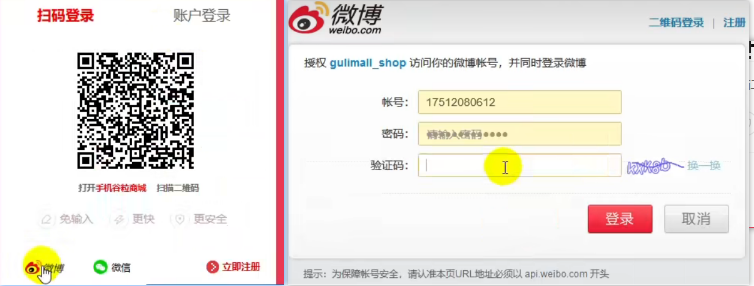 扫码登录 账户登录
打开手机谷粒商城 扫描二维码
免输入 更快 更安全
微博 微信 立即注册
微博
weibo.com
二维码登录 | 注册
授权 gulimall_shop 访问你的微博帐号，并同时登录微博
帐号： 17512080612
密码：
验证码： 换一换
登录 取消
提示：为保障帐号安全，请认准本页URL地址必须以 api.weibo.com 开头